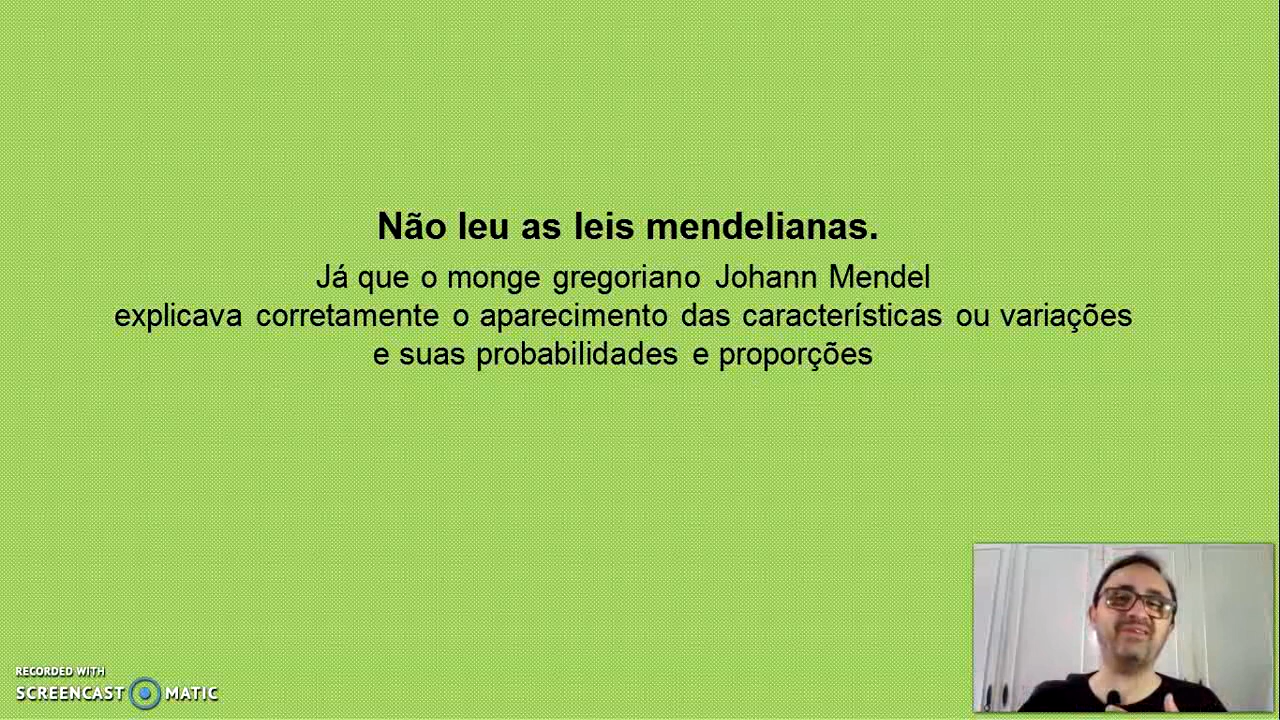 Não leu as leis mendelianas.
Já que o monge gregoriano Johann Mendel
explicava corretamente o aparecimento das características ou variações
e suas probabilidades e proporções
RECORDED WITH
SCREENCAST MATIC